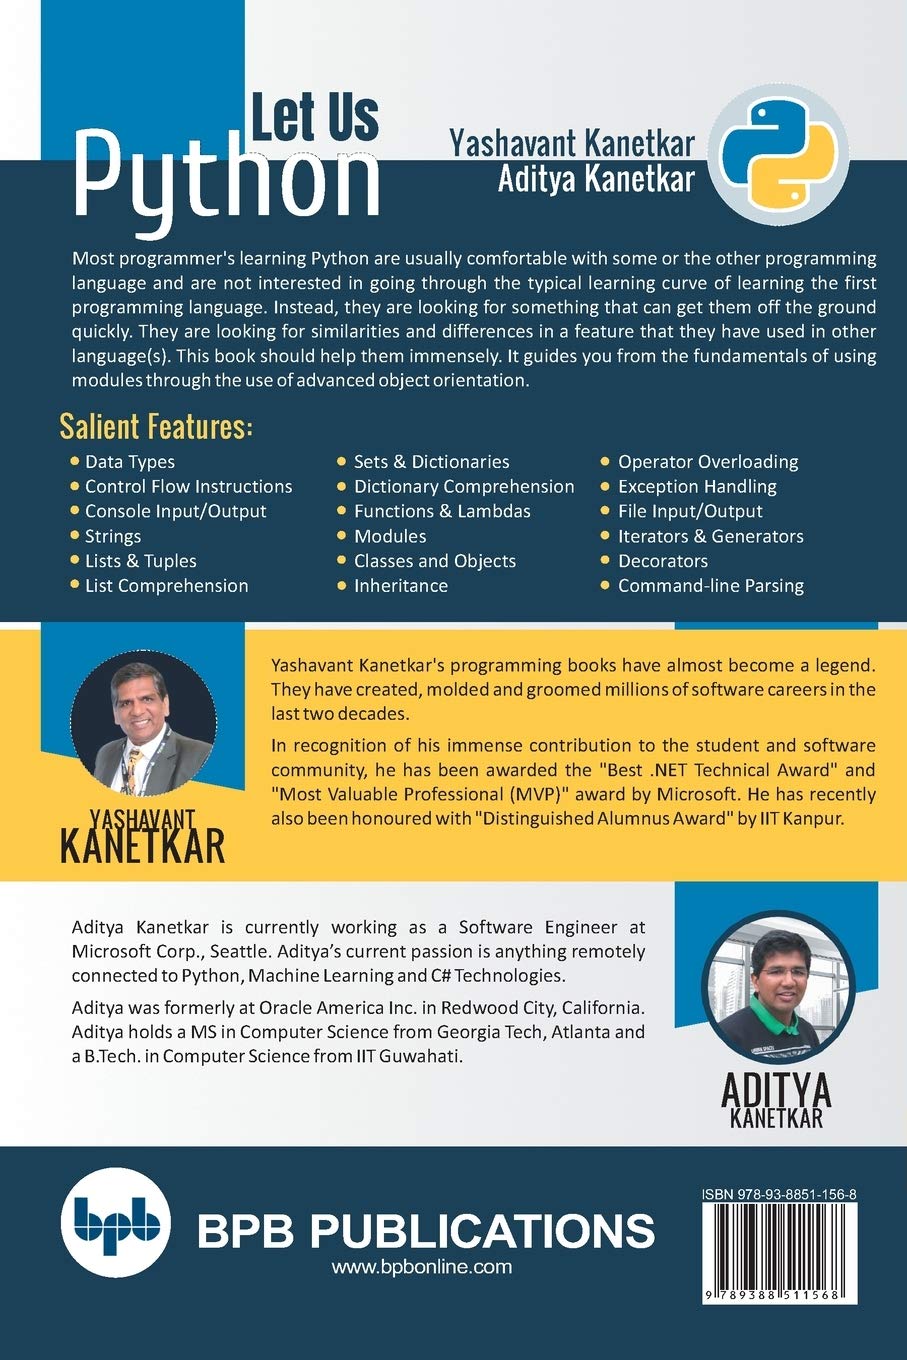 Let Us
Python
Yashavant Kanetkar
Aditya Kanetkar
Most programmer's learning Python are usually comfortable with some or the other programming
language and are not interested in going through the typical learning curve of learning the first
programming language. Instead, they are looking for something that can get them off the ground
quickly. They are looking for similarities and differences in a feature that they have used in other
language(s). This book should help them immensely. It guides you from the fundamentals of using
modules through the use of advanced object orientation.
Salient Features:
Data Types
Control Flow Instructions
Console Input/Output
Strings
Lists & Tuples
List Comprehension
Sets & Dictionaries
Dictionary Comprehension
Functions & Lambdas
Modules
Classes and Objects
Inheritance
Operator Overloading
Exception Handling
File Input/Output
Iterators & Generators
Decorators
Command-line Parsing
YASHAVANT
KANETKAR
Yashavant Kanetkar's programming books have almost become a legend.
They have created, molded and groomed millions of software careers in the
last two decades.
In recognition of his immense contribution to the student and software
community, he has been awarded the "Best .NET Technical Award" and
"Most Valuable Professional (MVP)" award by Microsoft. He has recently
also been honoured with "Distinguished Alumnus Award" by IIT Kanpur.
Aditya Kanetkar is currently working as a Software Engineer at
Microsoft Corp., Seattle. Aditya’s current passion is anything remotely
connected to Python, Machine Learning and C# Technologies.
Aditya was formerly at Oracle America Inc. in Redwood City, California.
Aditya holds a MS in Computer Science from Georgia Tech, Atlanta and
a B.Tech. in Computer Science from IIT Guwahati.
ADITYA
KANETKAR
bpb
BPB PUBLICATIONS
www.bpbonline.com
ISBN 978-93-8851-156-8
9 789388 511568